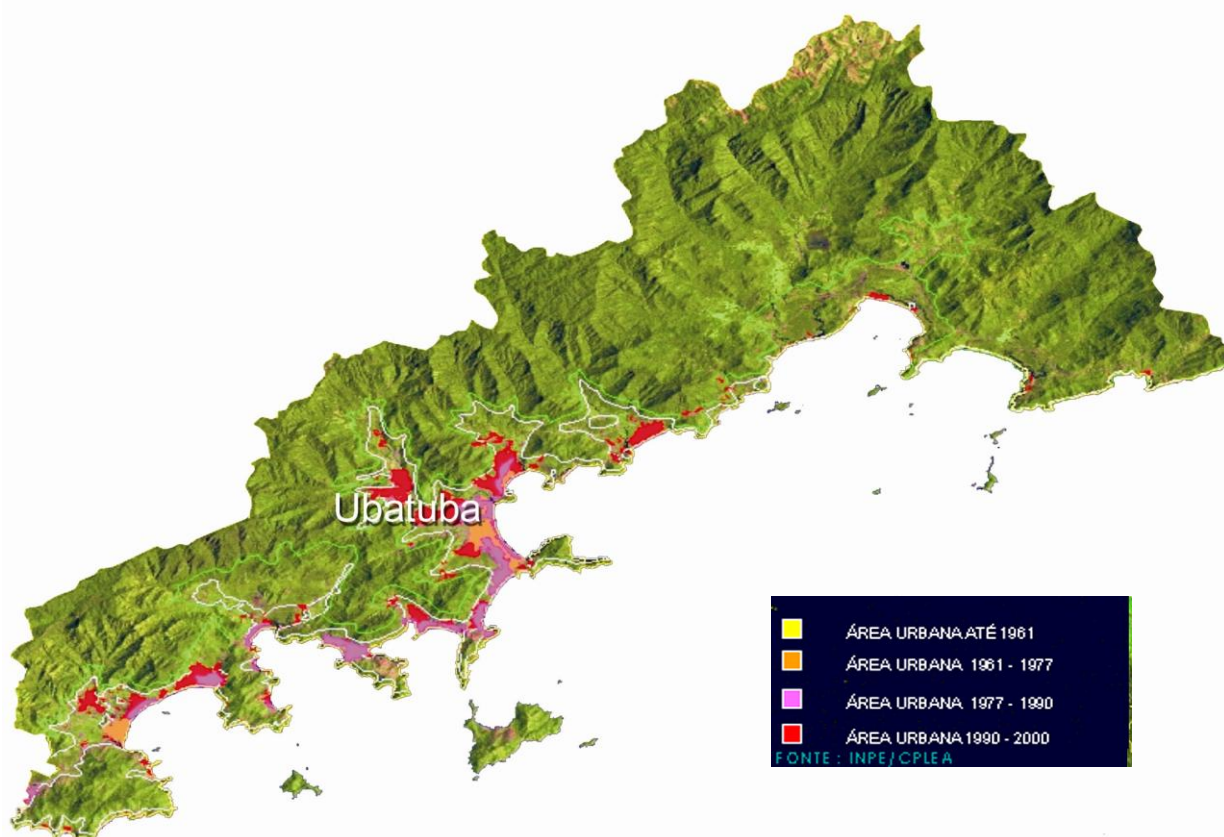 Ubatuba
ÁREA URBANA ATÉ 1961
ÁREA URBANA 1961 - 1977
ÁREA URBANA 1977 - 1990
ÁREA URBANA 1990 - 2000
FONTE : INPE/CPLEA